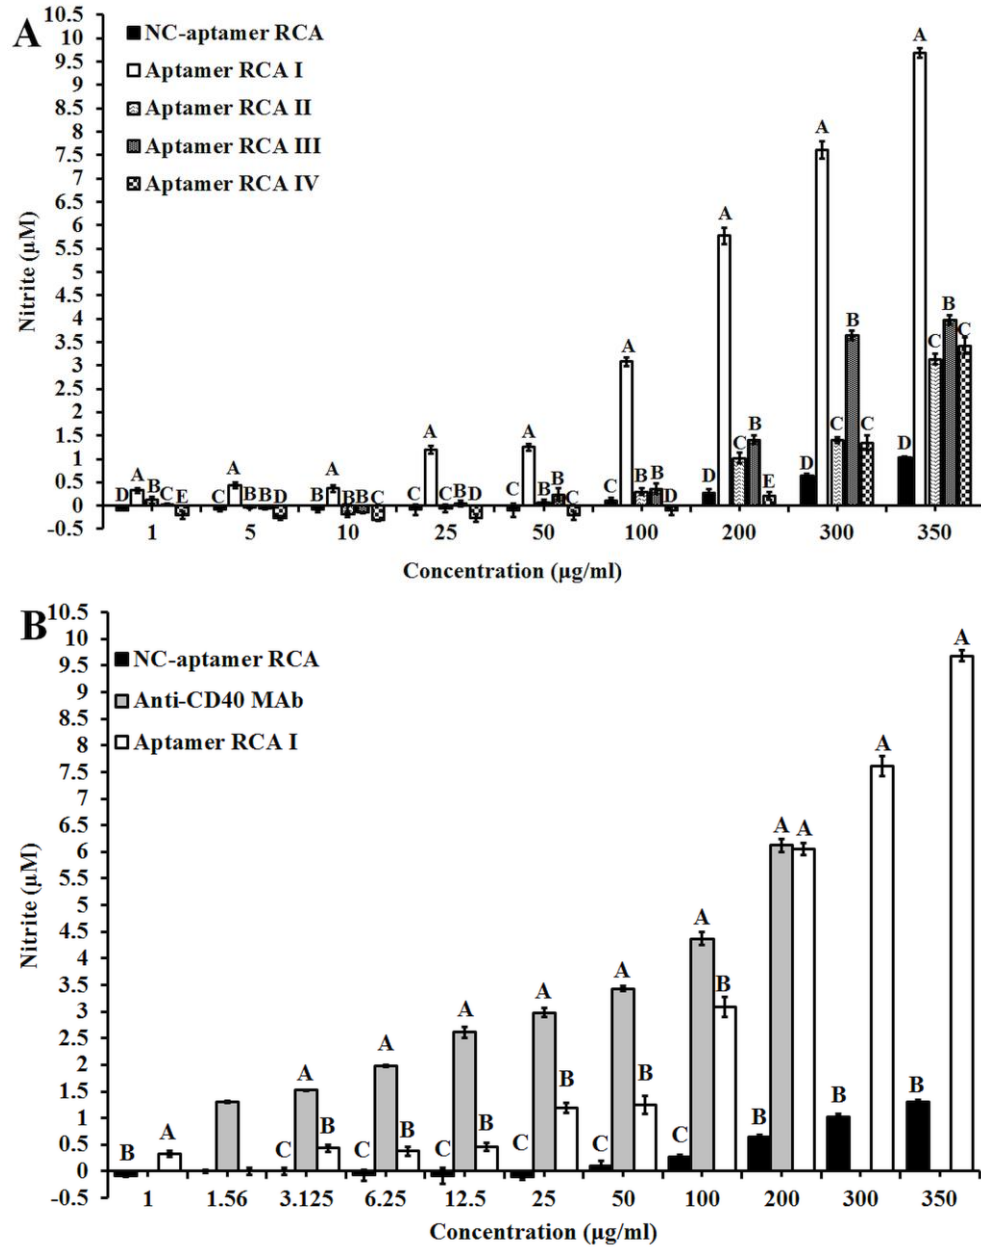 A
NC-aptamer RCA
Aptamer RCA I
Aptamer RCA II
Aptamer RCA III
Aptamer RCA IV
Nitrite (µM)
10.5
10
9.5
9
8.5
8
7.5
7
6.5
6
5.5
5
4.5
4
3.5
3
2.5
2
1.5
1
0.5
0
-0.5
D A B C E
C A B B D
B A B B C
C A C B D
C A B B C
C A B B D
D A C B E
D A C B C
D A C B C
1 5 10 25 50 100 200 300 350
Concentration (µg/ml)
B
NC-aptamer RCA
Anti-CD40 MAb
Aptamer RCA I
Nitrite (µM)
10.5
10
9.5
9
8.5
8
7.5
7
6.5
6
5.5
5
4.5
4
3.5
3
2.5
2
1.5
1
0.5
0
-0.5
B A
C A B
C A B
C A B
C A B
C A B
C A B
B A A
B A
B A
1 1.56 3.125 6.25 12.5 25 50 100 200 300 350
Concentration (µg/ml)